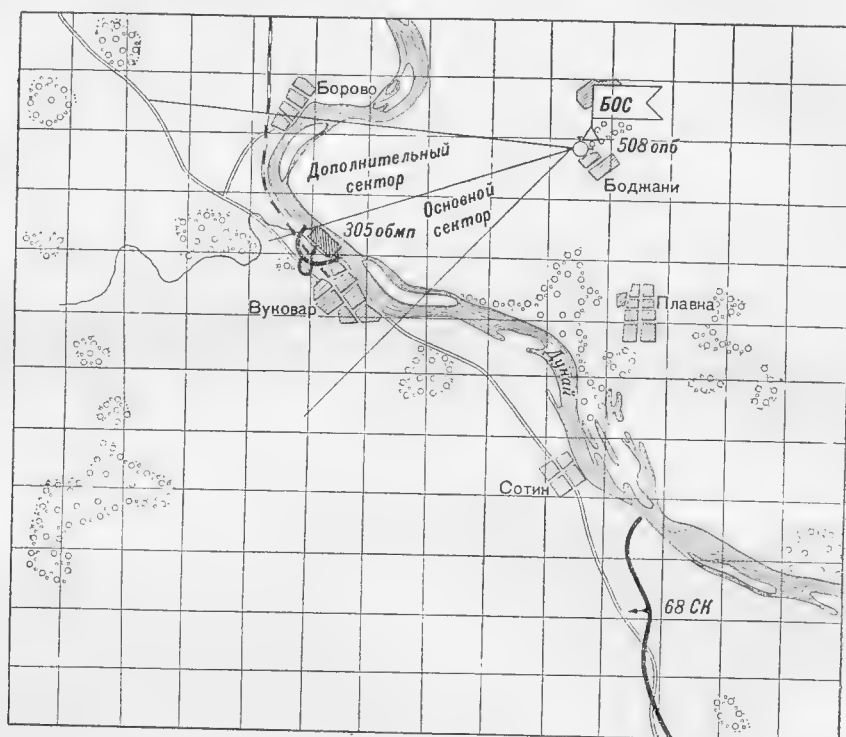 Борово
БОС
508 опб
Боджани
Дополнительный
сектор
Основной
сектор
305 обмп
Вуковар
Плавна
Дунай
Сотин
68 СК